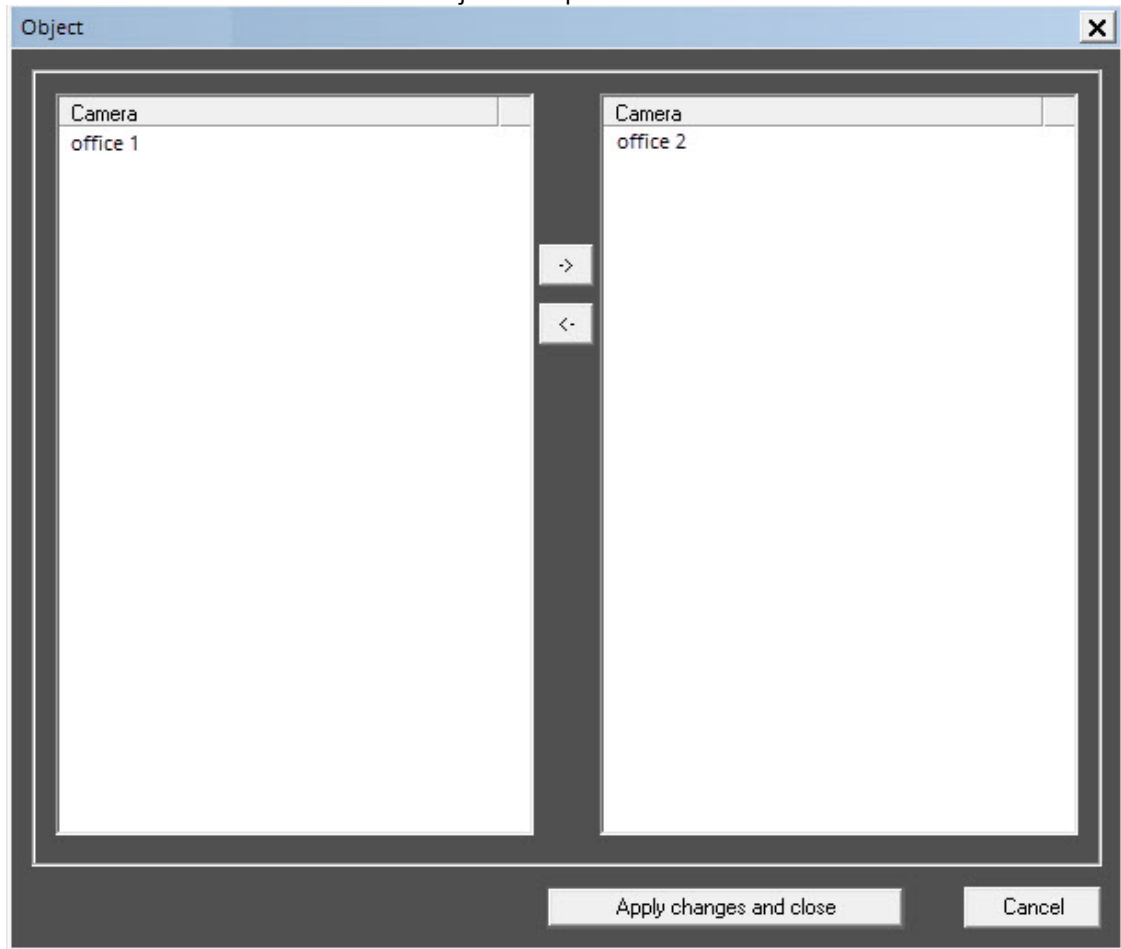 Object
Camera
office 1
Camera
office 2
->
<-
Apply changes and close
Cancel